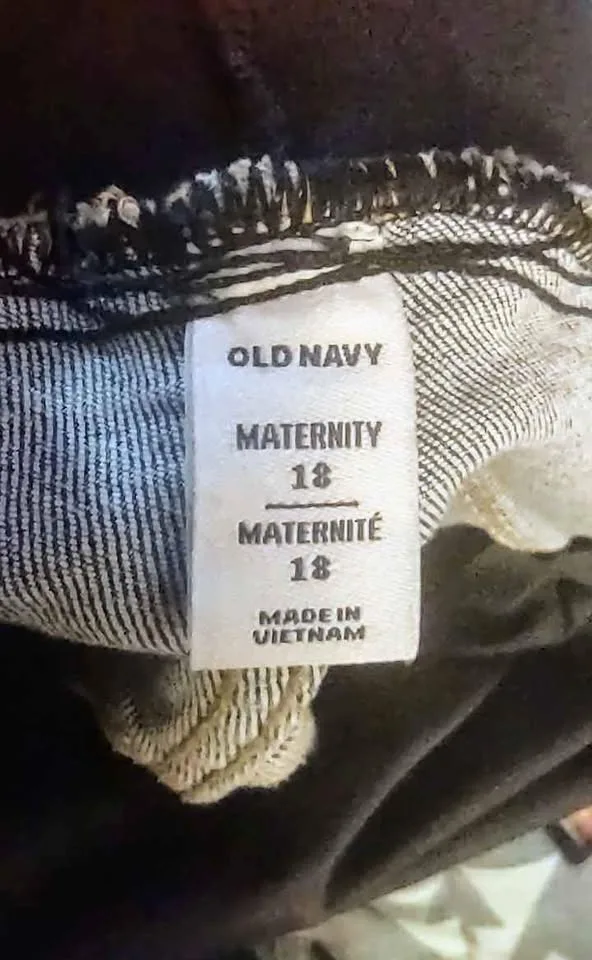 OLD NAVY
MATERNITY
18
MATERNITÉ
18
MADE IN
VIETNAM